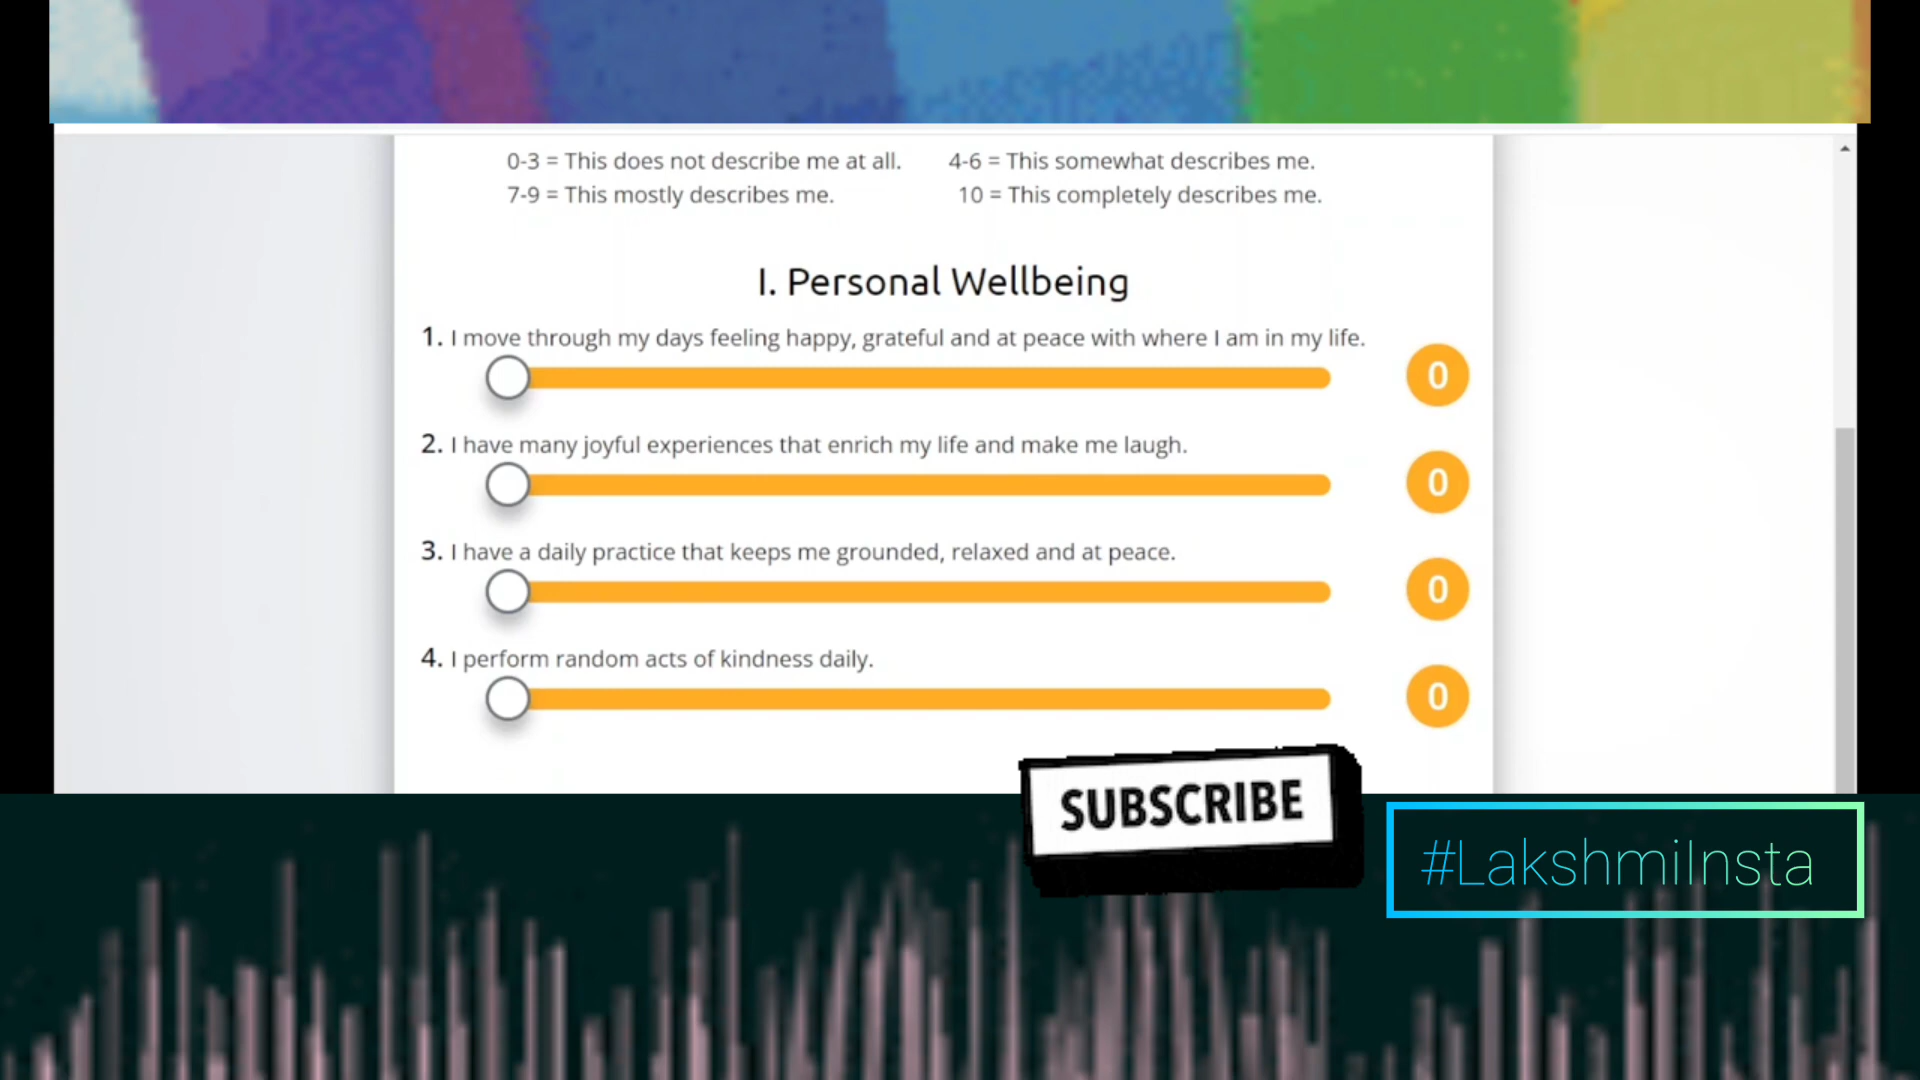 0-3 = This does not describe me at all. 4-6 = This somewhat describes me.
7-9 = This mostly describes me. 10 = This completely describes me.
I. Personal Wellbeing
1. I move through my days feeling happy, grateful and at peace with where I am in my life.
0
2. I have many joyful experiences that enrich my life and make me laugh.
0
3. I have a daily practice that keeps me grounded, relaxed and at peace.
0
4. I perform random acts of kindness daily.
0
SUBSCRIBE
#LakshmiInsta